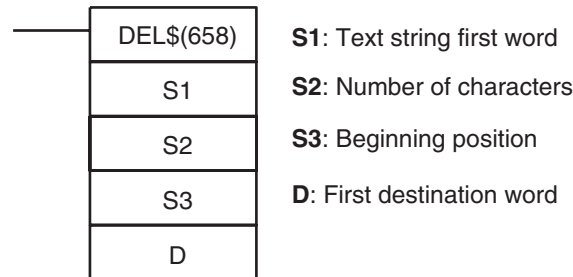 DEL$(658)
S1
S2
S3
D
S1: Text string first word
S2: Number of characters
S3: Beginning position
D: First destination word